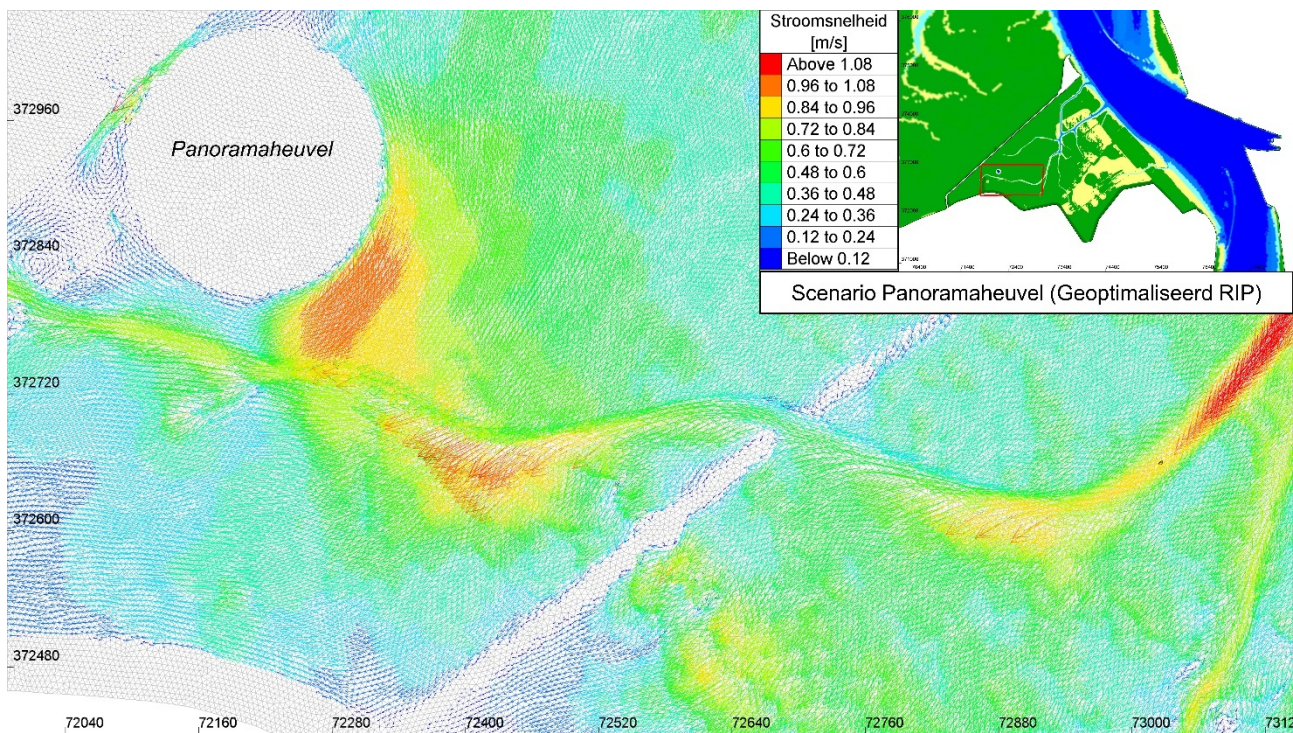 Stroomsnelheid
[m/s]
Above 1.08
0.96 to 1.08
0.84 to 0.96
0.72 to 0.84
0.6 to 0.72
0.48 to 0.6
0.36 to 0.48
0.24 to 0.36
0.12 to 0.24
Below 0.12
Scenario Panoramaheuvel (Geoptimaliseerd RIP)
Panoramaheuvel
372960
372840
372720
372600
372480
72040
72160
72280
72400
72520
72640
72760
72880
73000
7312